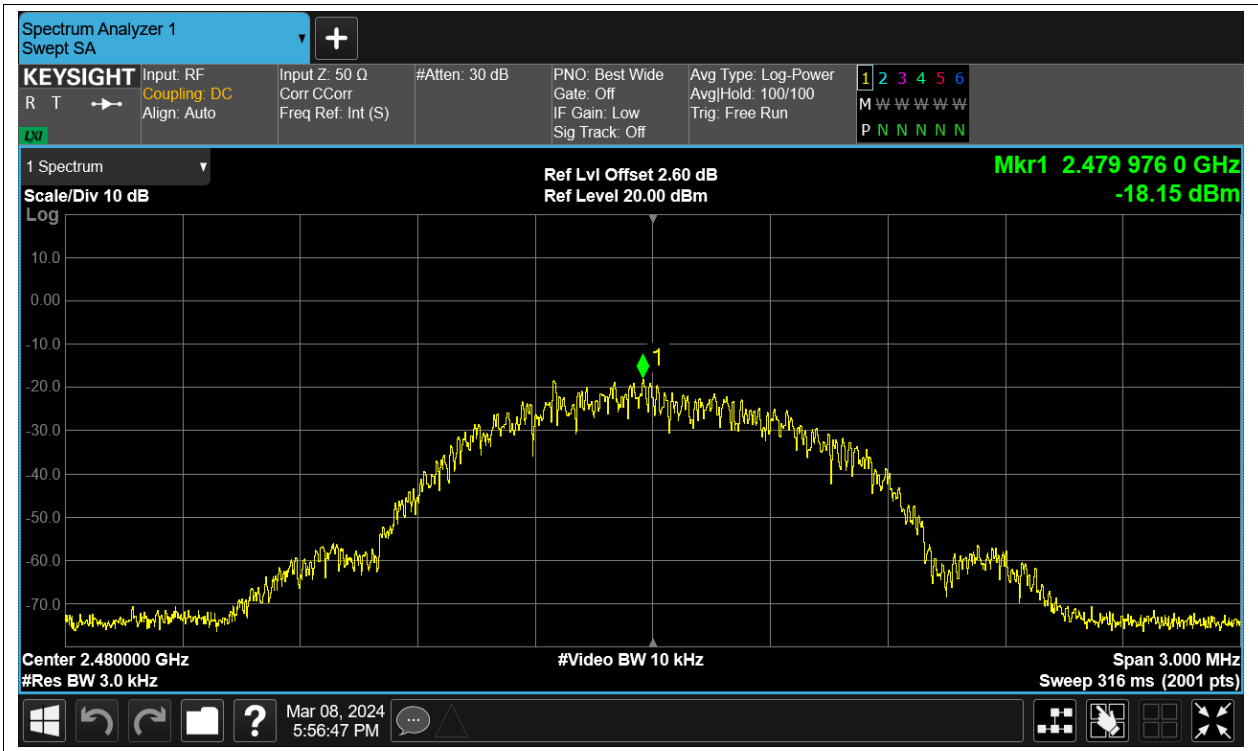 Spectrum Analyzer 1
Swept SA
KEYSIGHT
R T
LXI
Input: RF
Coupling: DC
Align: Auto
Input Z: 50 Ω
Corr CCorr
Freq Ref: Int (S)
#Atten: 30 dB
PNO: Best Wide
Gate: Off
IF Gain: Low
Sig Track: Off
Avg Type: Log-Power
Avg|Hold: 100/100
Trig: Free Run
1 2 3 4 5 6
M W W W W W
P N N N N N
1 Spectrum
Scale/Div 10 dB
Log
Ref Lvl Offset 2.60 dB
Ref Level 20.00 dBm
Mkr1 2.479 976 0 GHz
-18.15 dBm
10.0
0.00
-10.0
-20.0
-30.0
-40.0
-50.0
-60.0
-70.0
1
Center 2.480000 GHz
#Res BW 3.0 kHz
#Video BW 10 kHz
Span 3.000 MHz
Sweep 316 ms (2001 pts)
?
Mar 08, 2024
5:56:47 PM